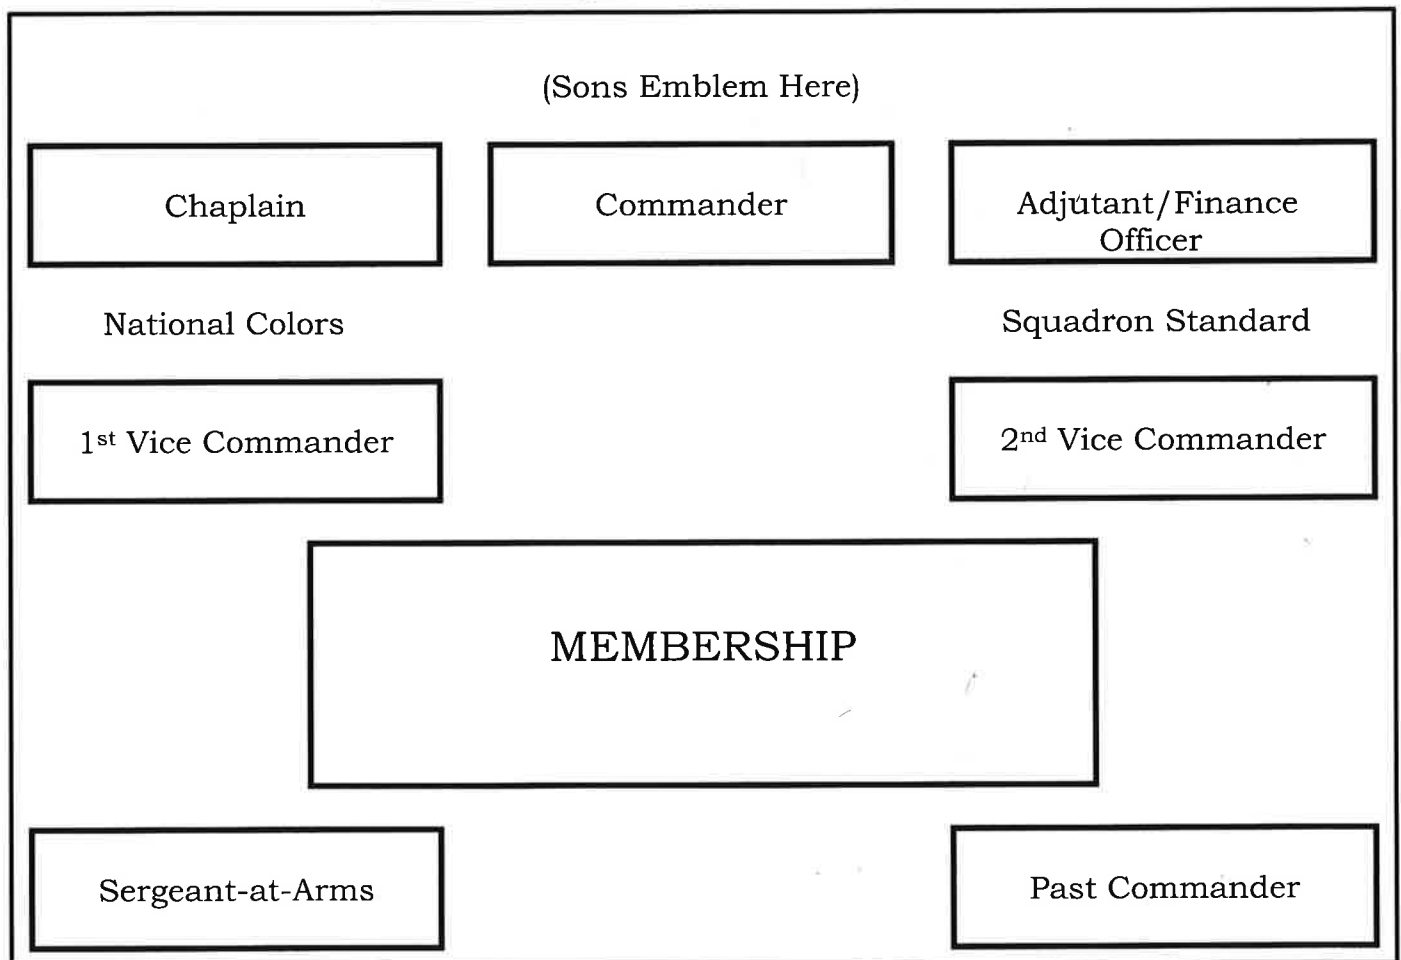 (Sons Emblem Here)
Chaplain
Commander
Adjutant/Finance
Officer
National Colors
Squadron Standard
1st Vice Commander
2nd Vice Commander
MEMBERSHIP
Sergeant-at-Arms
Past Commander